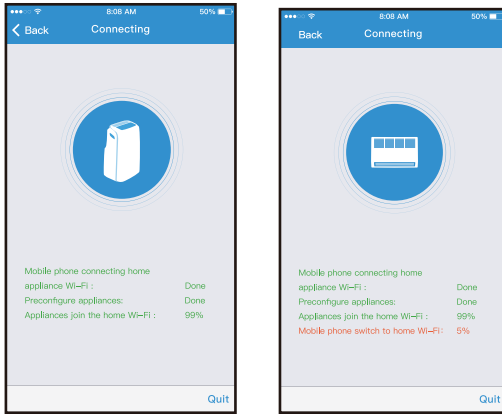 8:08 AM 50%
Back Connecting
Mobile phone connecting home
appliance Wi-Fi : Done
Preconfigure appliances: Done
Appliances join the home Wi-Fi : 99%
Quit
8:08 AM 50%
Back Connecting
Mobile phone connecting home
appliance Wi-Fi : Done
Preconfigure appliances: Done
Appliances join the home Wi-Fi : 99%
Mobile phone switch to home Wi-Fi: 5%
Quit